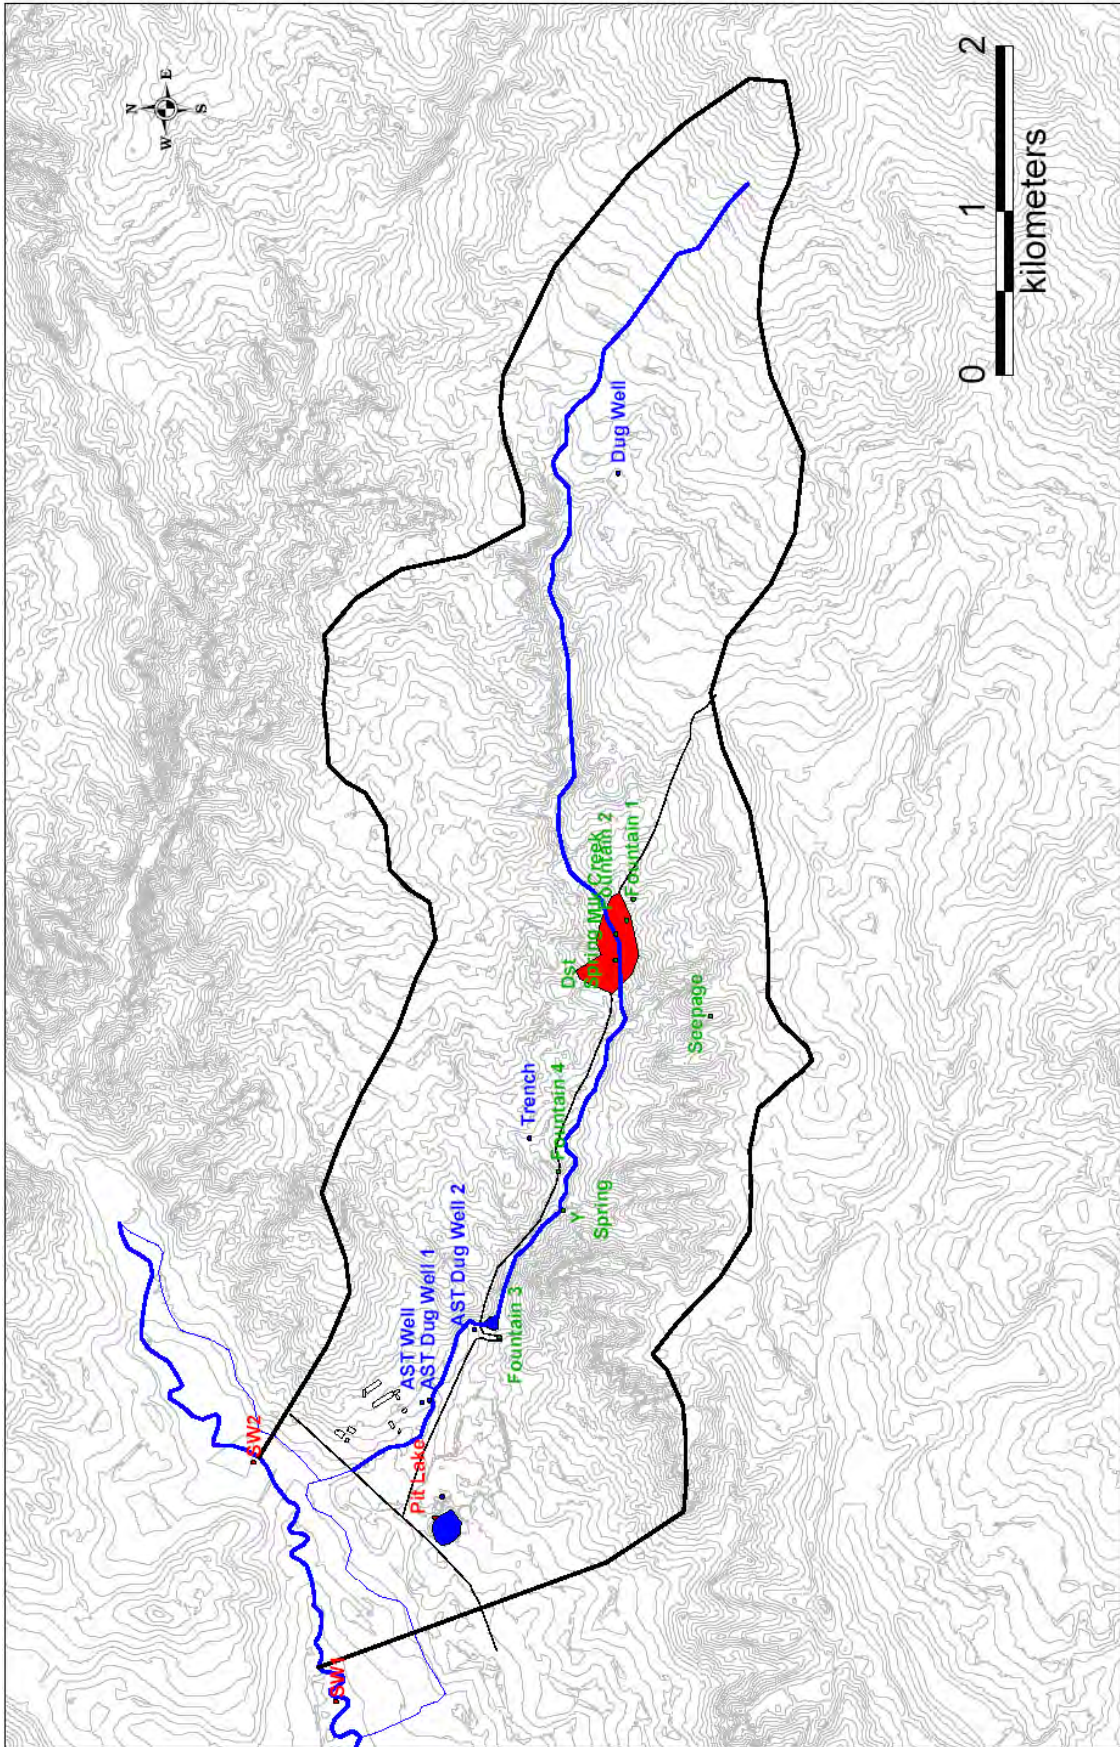 N
W E
S
SW2
SW1
Pit Lake
AST Well
AST Dug Well 1
AST Dug Well 2
Fountain 3
Y
Spring
Trench
Fountain 4
Seepage
Dst
Spring
Creek
Fountain 2
Fountain 1
Dug Well
0 1 2
kilometers